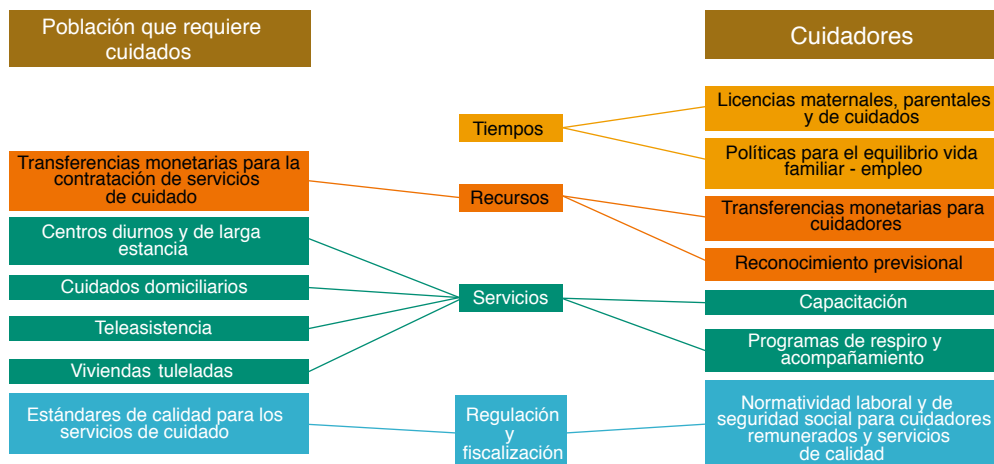 Población que requiere
cuidados
Transferencias monetarias para la
contratación de servicios
de cuidado
Centros diurnos y de larga
estancia
Cuidados domiciliarios
Teleasistencia
Viviendas tuleladas
Estándares de calidad para los
servicios de cuidado
Tiempos
Recursos
Servicios
Regulación
y
fiscalización
Cuidadores
Licencias maternales, parentales
y de cuidados
Políticas para el equilibrio vida
familiar - empleo
Transferencias monetarias para
cuidadores
Reconocimiento previsional
Capacitación
Programas de respiro y
acompañamiento
Normatividad laboral y de
seguridad social para cuidadores
remunerados y servicios
de calidad